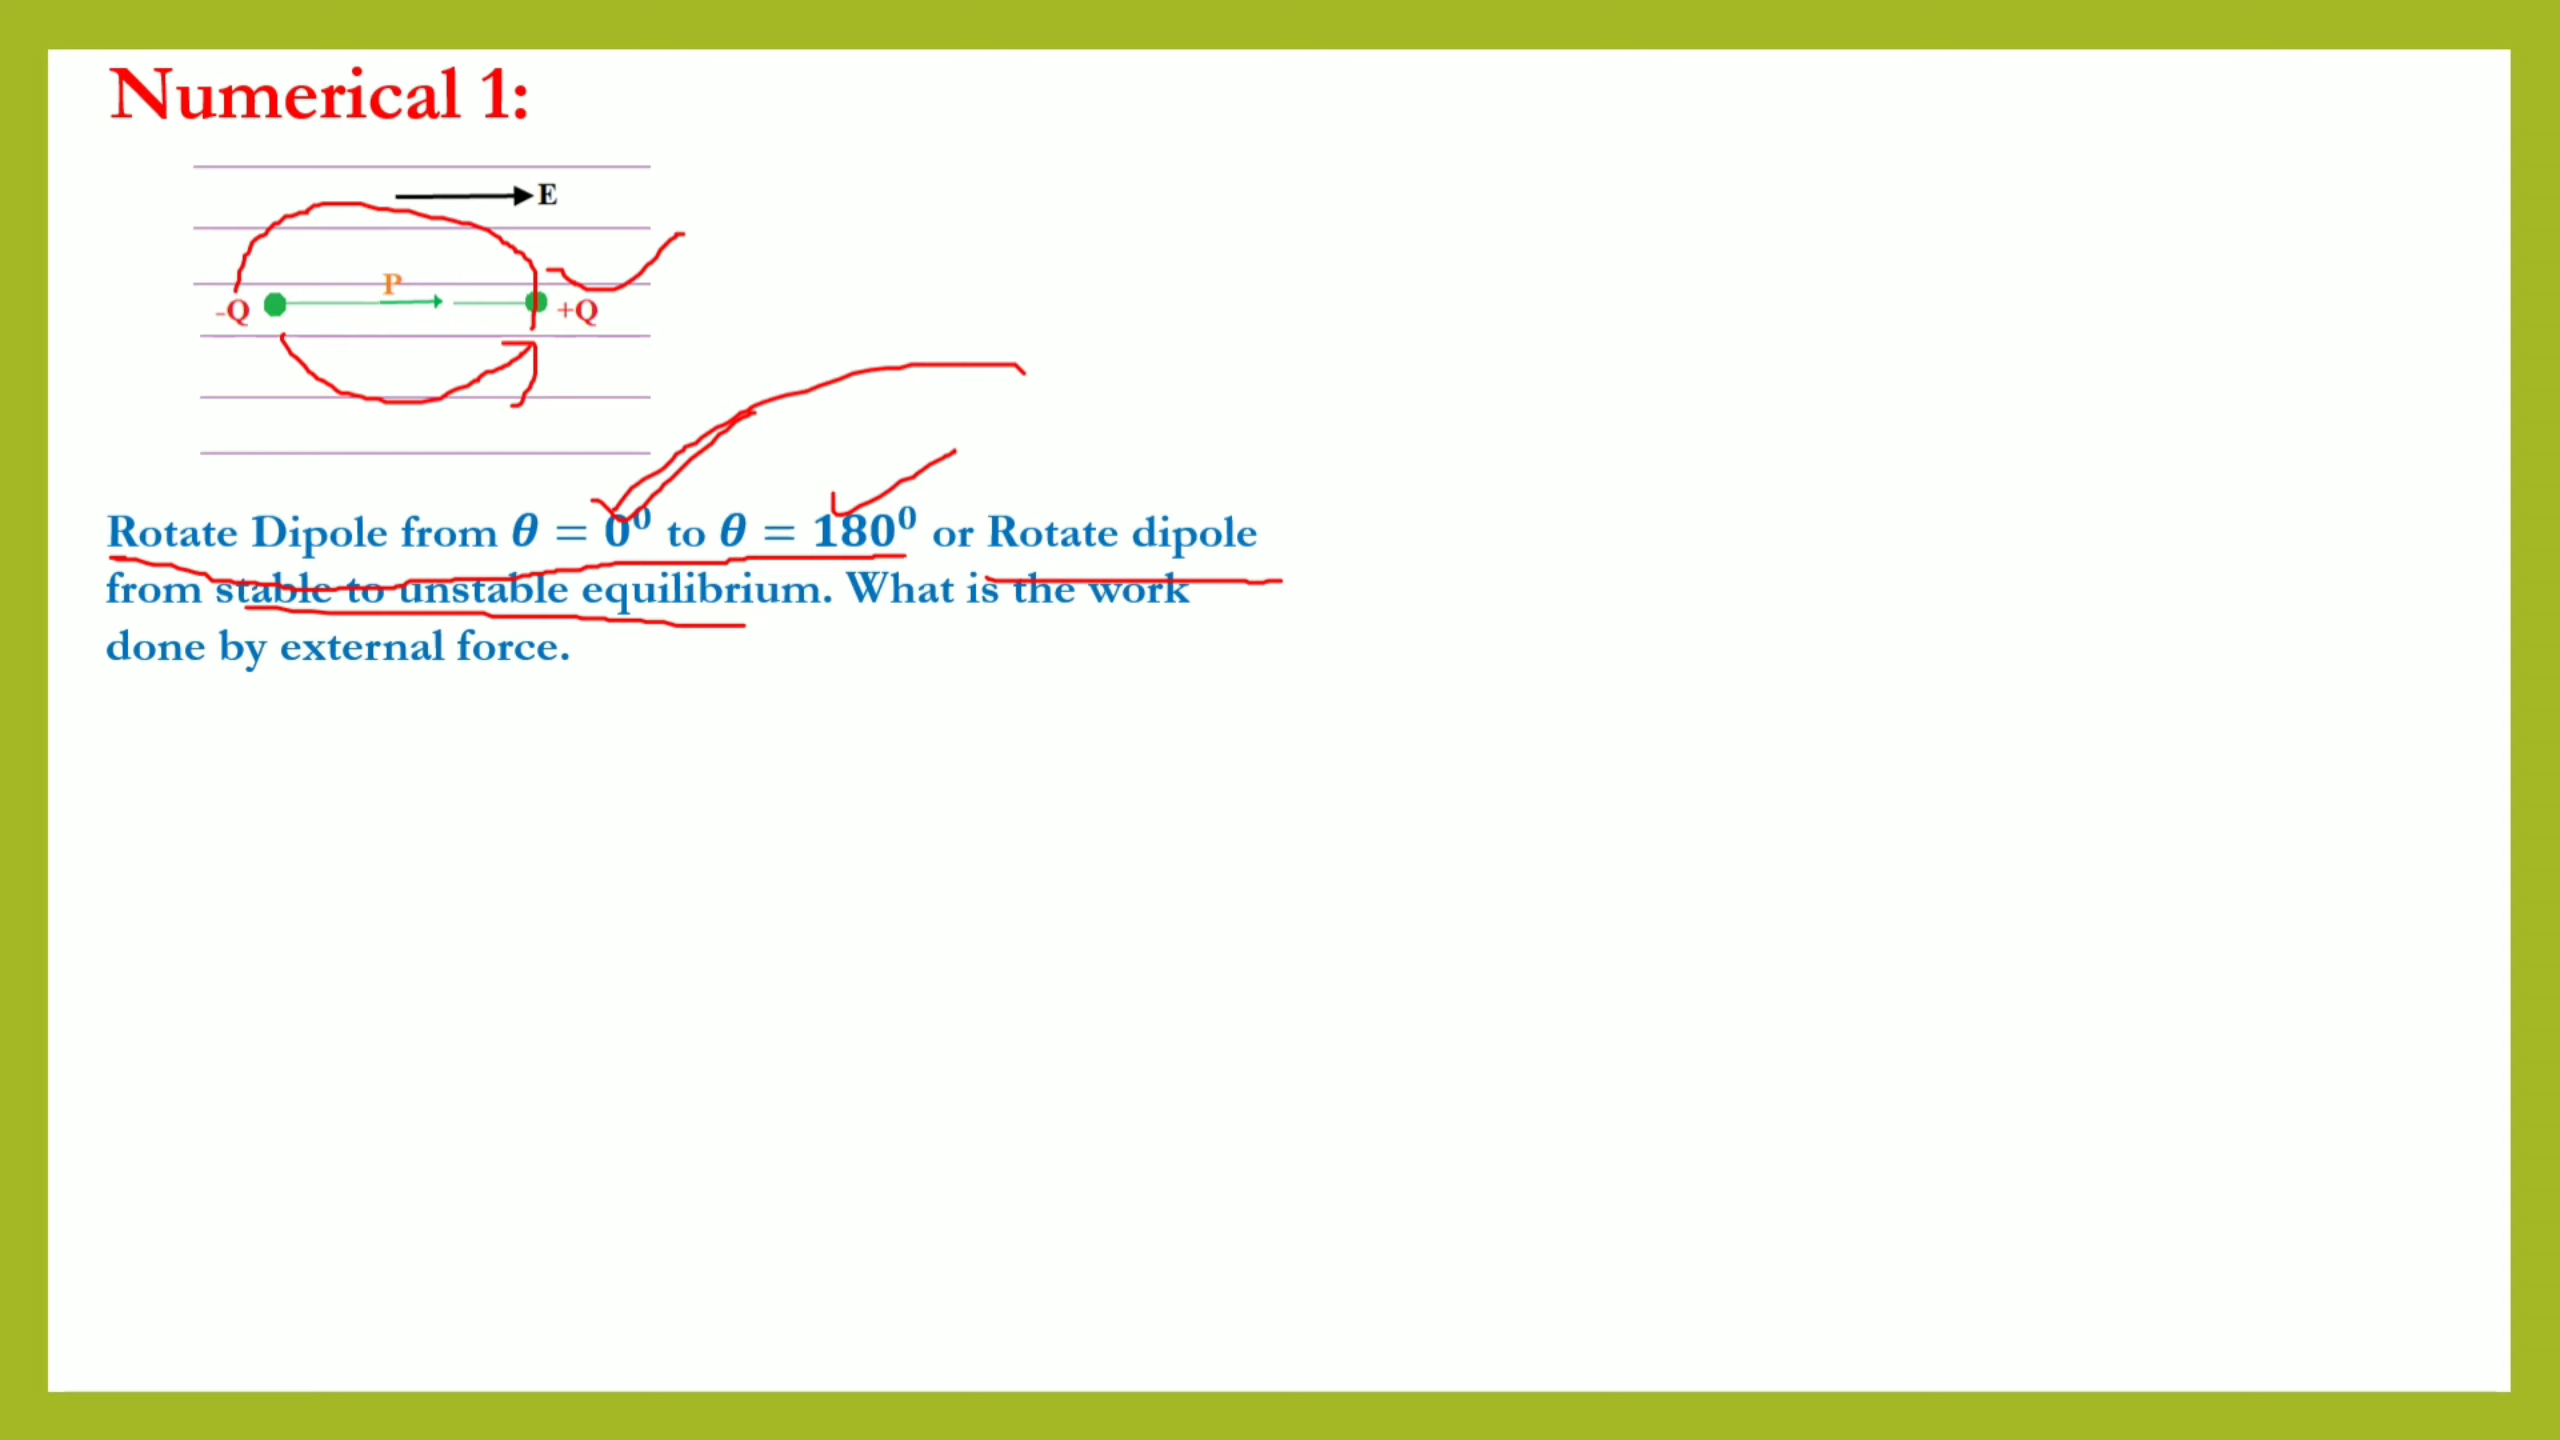 Numerical 1:
E
P
-Q
+Q
Rotate Dipole from θ = 0⁰ to θ = 180⁰ or Rotate dipole
from stable to unstable equilibrium. What is the work
done by external force.